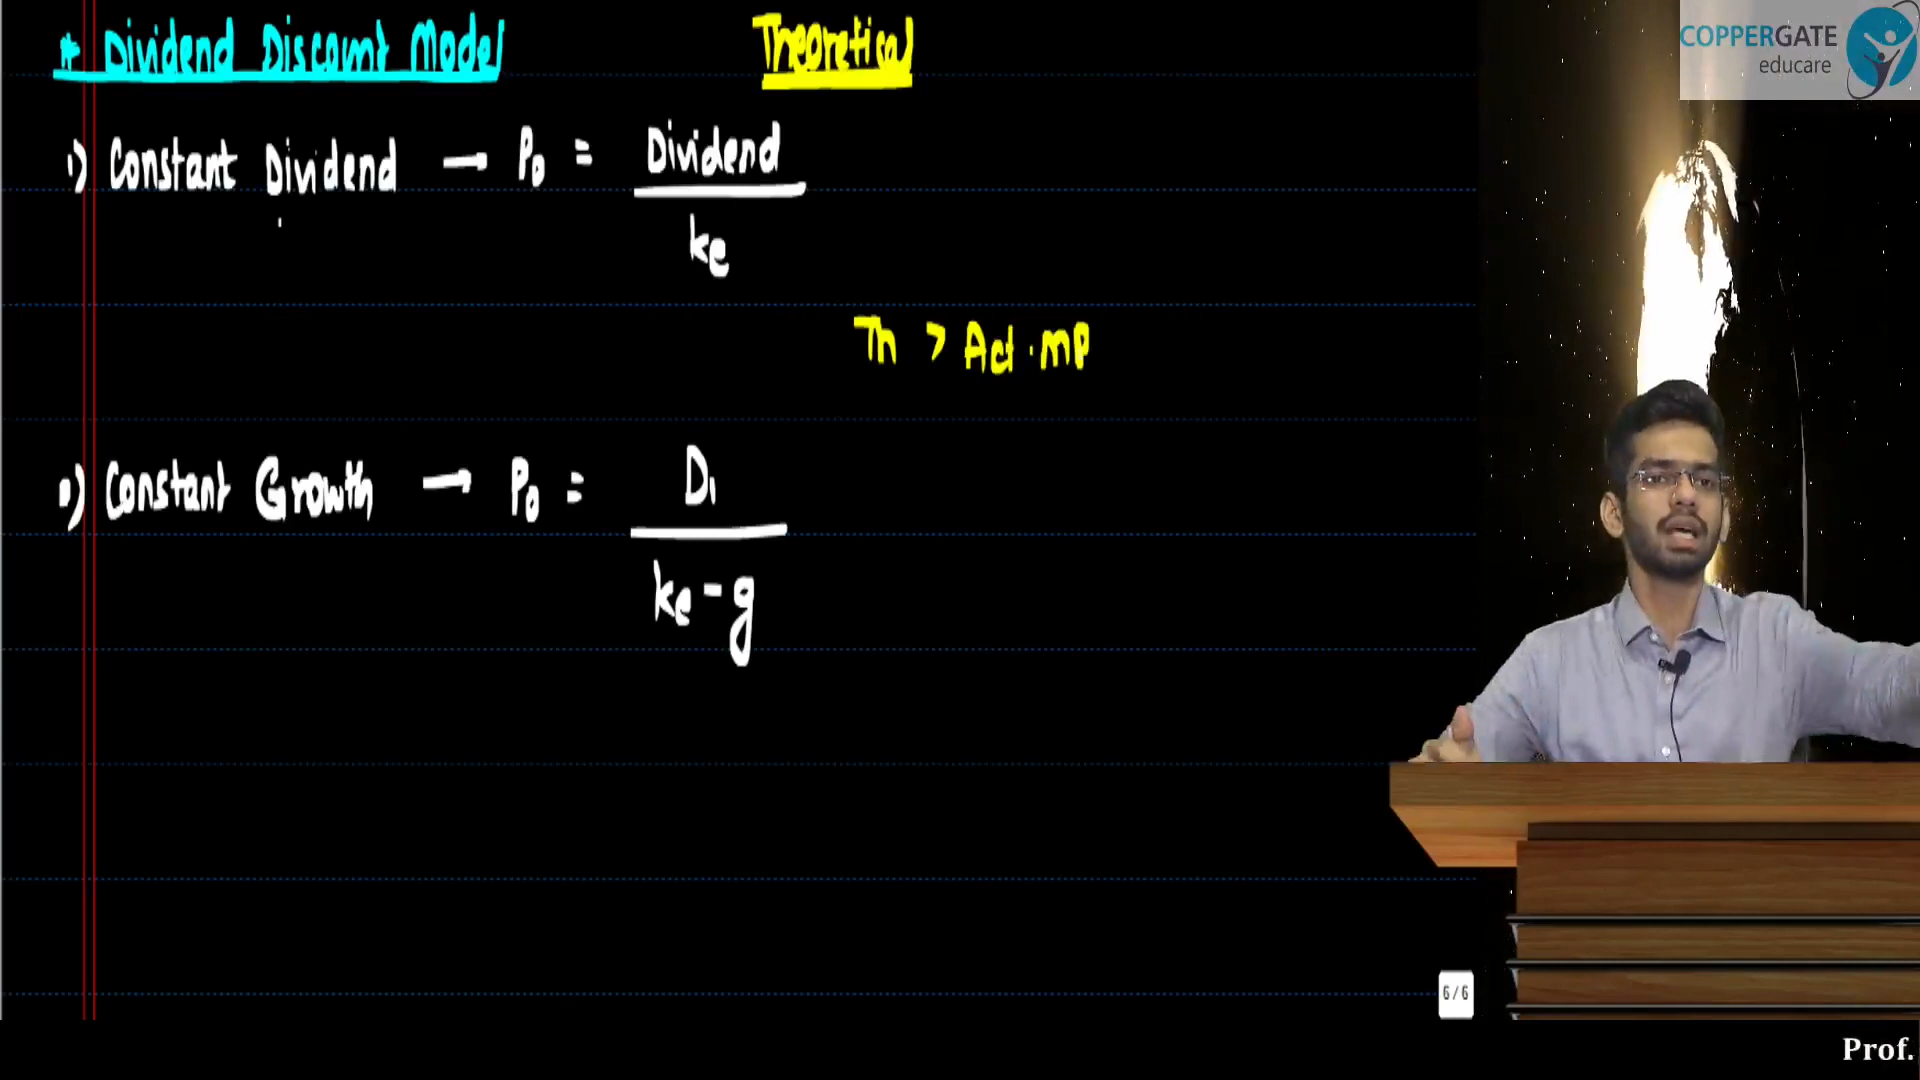 * Dividend Discount Model Theoretical
COPPERGATE
educare
1) Constant Dividend → P0 = Dividend / ke
Th > Act. MP
2) Constant Growth → P0 = D1 / ke - g
6/6
Prof.